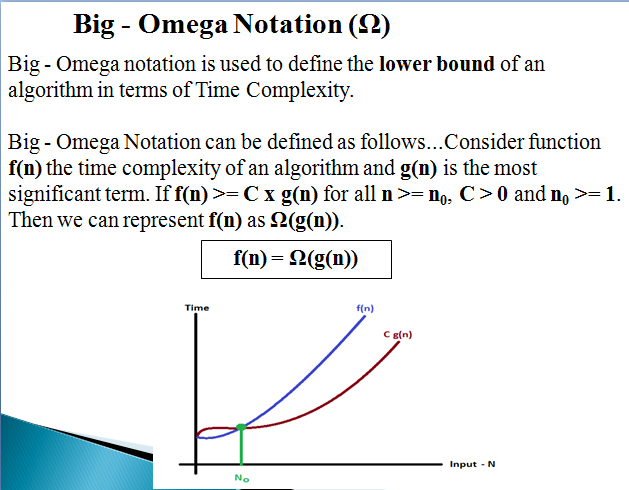 Big - Omega Notation (Ω)
Big - Omega notation is used to define the lower bound of an
algorithm in terms of Time Complexity.
Big - Omega Notation can be defined as follows...Consider function
f(n) the time complexity of an algorithm and g(n) is the most
significant term. If f(n) >= C x g(n) for all n >= n₀, C > 0 and n₀ >= 1.
Then we can represent f(n) as Ω(g(n)).
f(n) = Ω(g(n))
Time
f(n)
C g(n)
Input - N
N₀